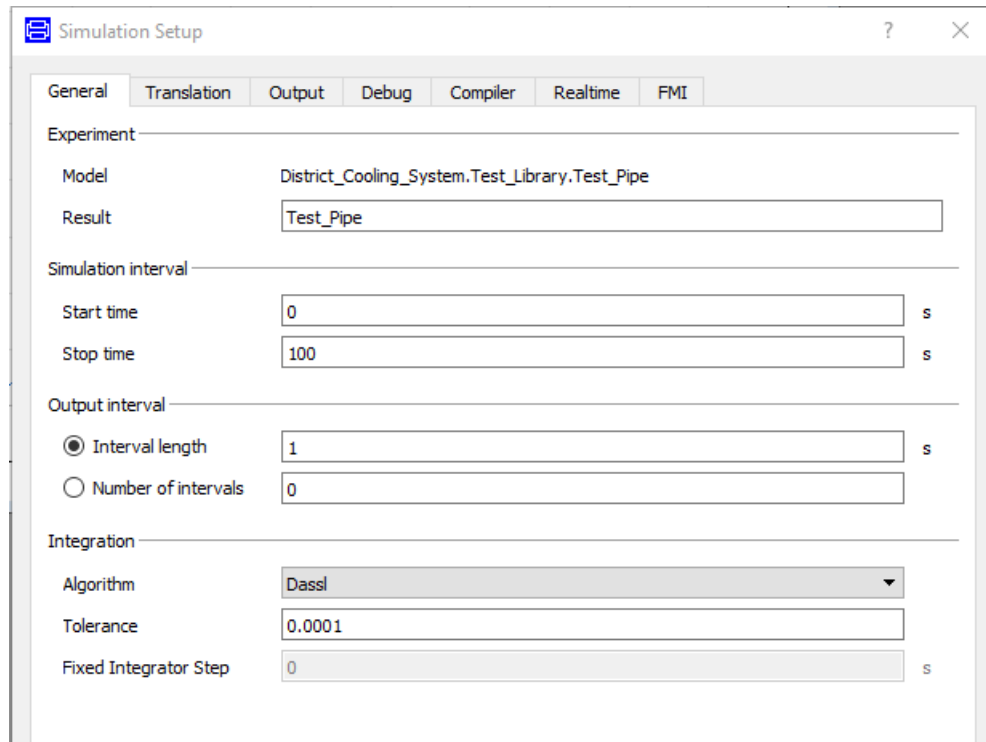 Simulation Setup ?
General Translation Output Debug Compiler Realtime FMI
Experiment
Model District_Cooling_System.Test_Library.Test_Pipe
Result Test_Pipe
Simulation interval
Start time 0 s
Stop time 100 s
Output interval
Interval length 1 s
Number of intervals 0
Integration
Algorithm Dassl
Tolerance 0.0001
Fixed Integrator Step 0 s